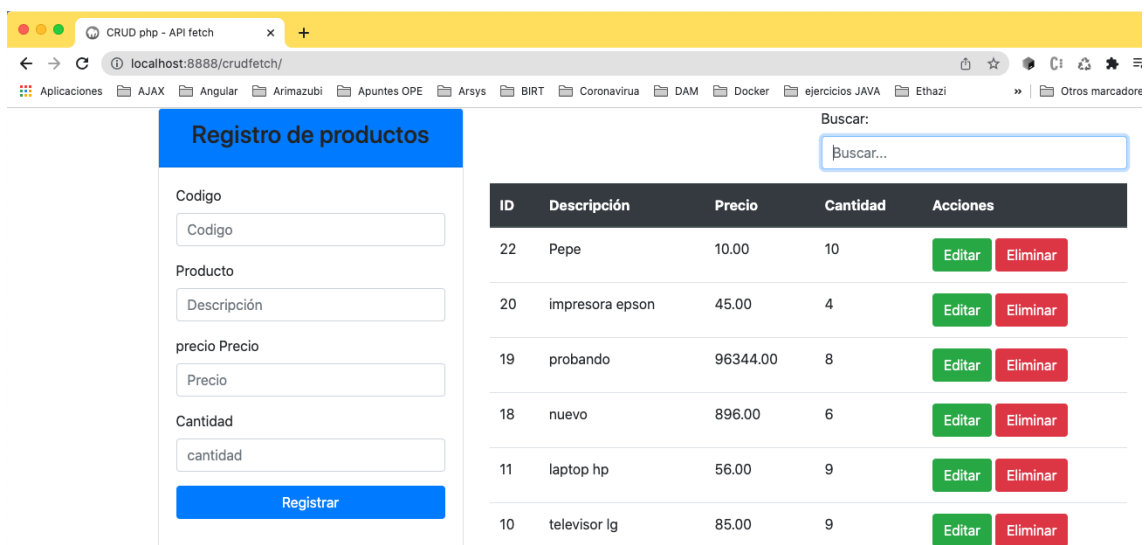 CRUD php - API fetch
localhost:8888/crudfetch/
Aplicaciones AJAX Angular Arimazubi Apuntes OPE Arsys BIRT Coronavirua DAM Docker ejercicios JAVA Ethazi » Otros marcadore
Registro de productos
Codigo
Codigo
Producto
Descripción
precio Precio
Precio
Cantidad
cantidad
Registrar
Buscar:
Buscar...
ID Descripción Precio Cantidad Acciones
22 Pepe 10.00 10 Editar Eliminar
20 impresora epson 45.00 4 Editar Eliminar
19 probando 96344.00 8 Editar Eliminar
18 nuevo 896.00 6 Editar Eliminar
11 laptop hp 56.00 9 Editar Eliminar
10 televisor lg 85.00 9 Editar Eliminar